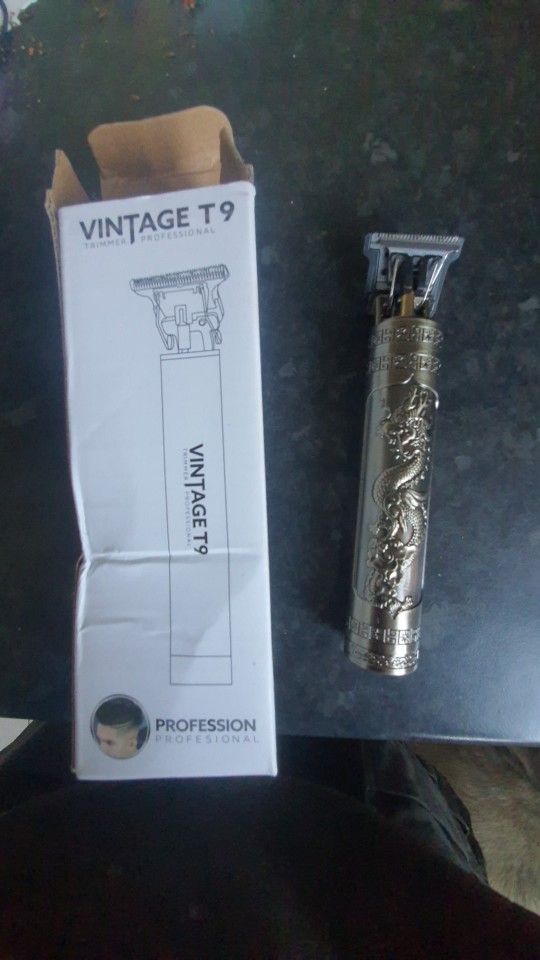 VINTAGE T9
TRIMMER PROFESSIONAL
VINTAGE T9
TRIMMER PROFESSIONAL
PROFESSION
PROFESIONAL